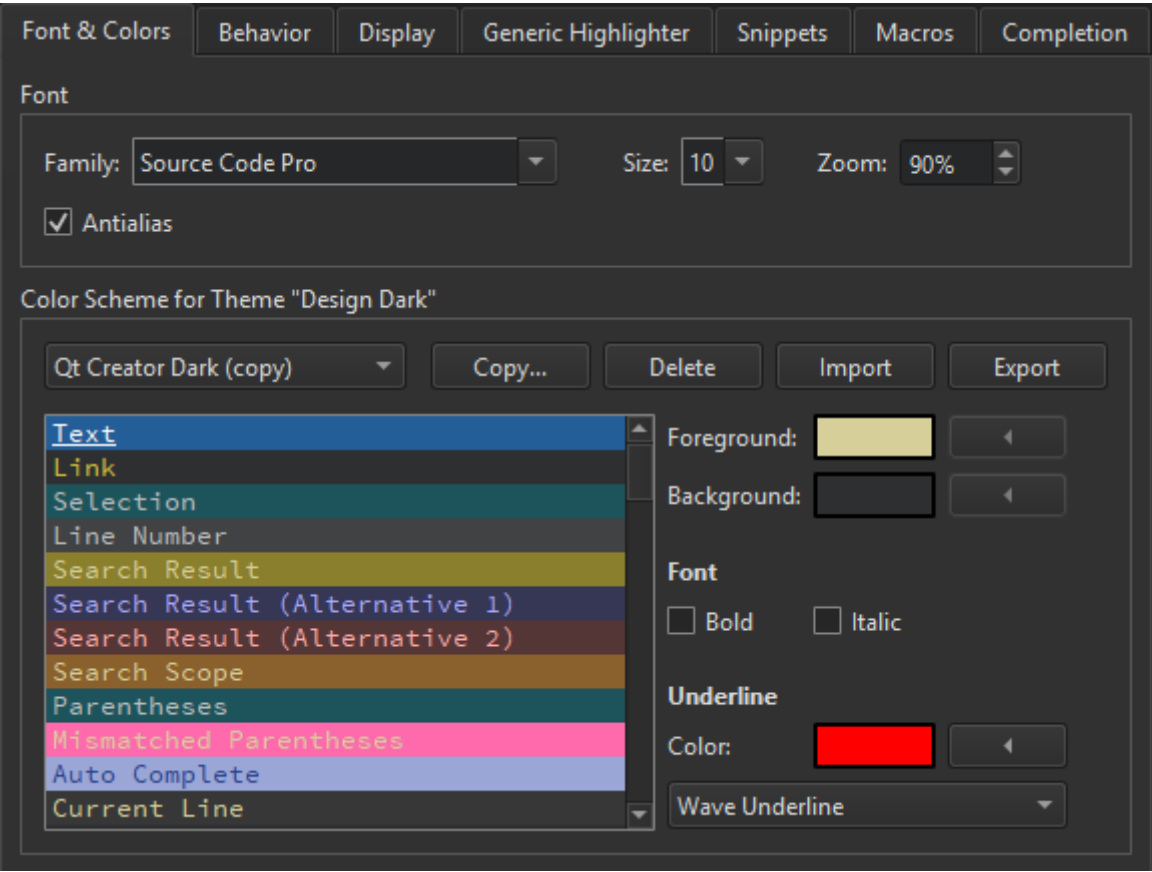 Font & Colors Behavior Display Generic Highlighter Snippets Macros Completion
Font
Family: Source Code Pro Size: 10 Zoom: 90%
Antialias
Color Scheme for Theme "Design Dark"
Qt Creator Dark (copy) Copy... Delete Import Export
Text
Link
Selection
Line Number
Search Result
Search Result (Alternative 1)
Search Result (Alternative 2)
Search Scope
Parentheses
Mismatched Parentheses
Auto Complete
Current Line
Foreground:
Background:
Font
Bold Italic
Underline
Color:
Wave Underline